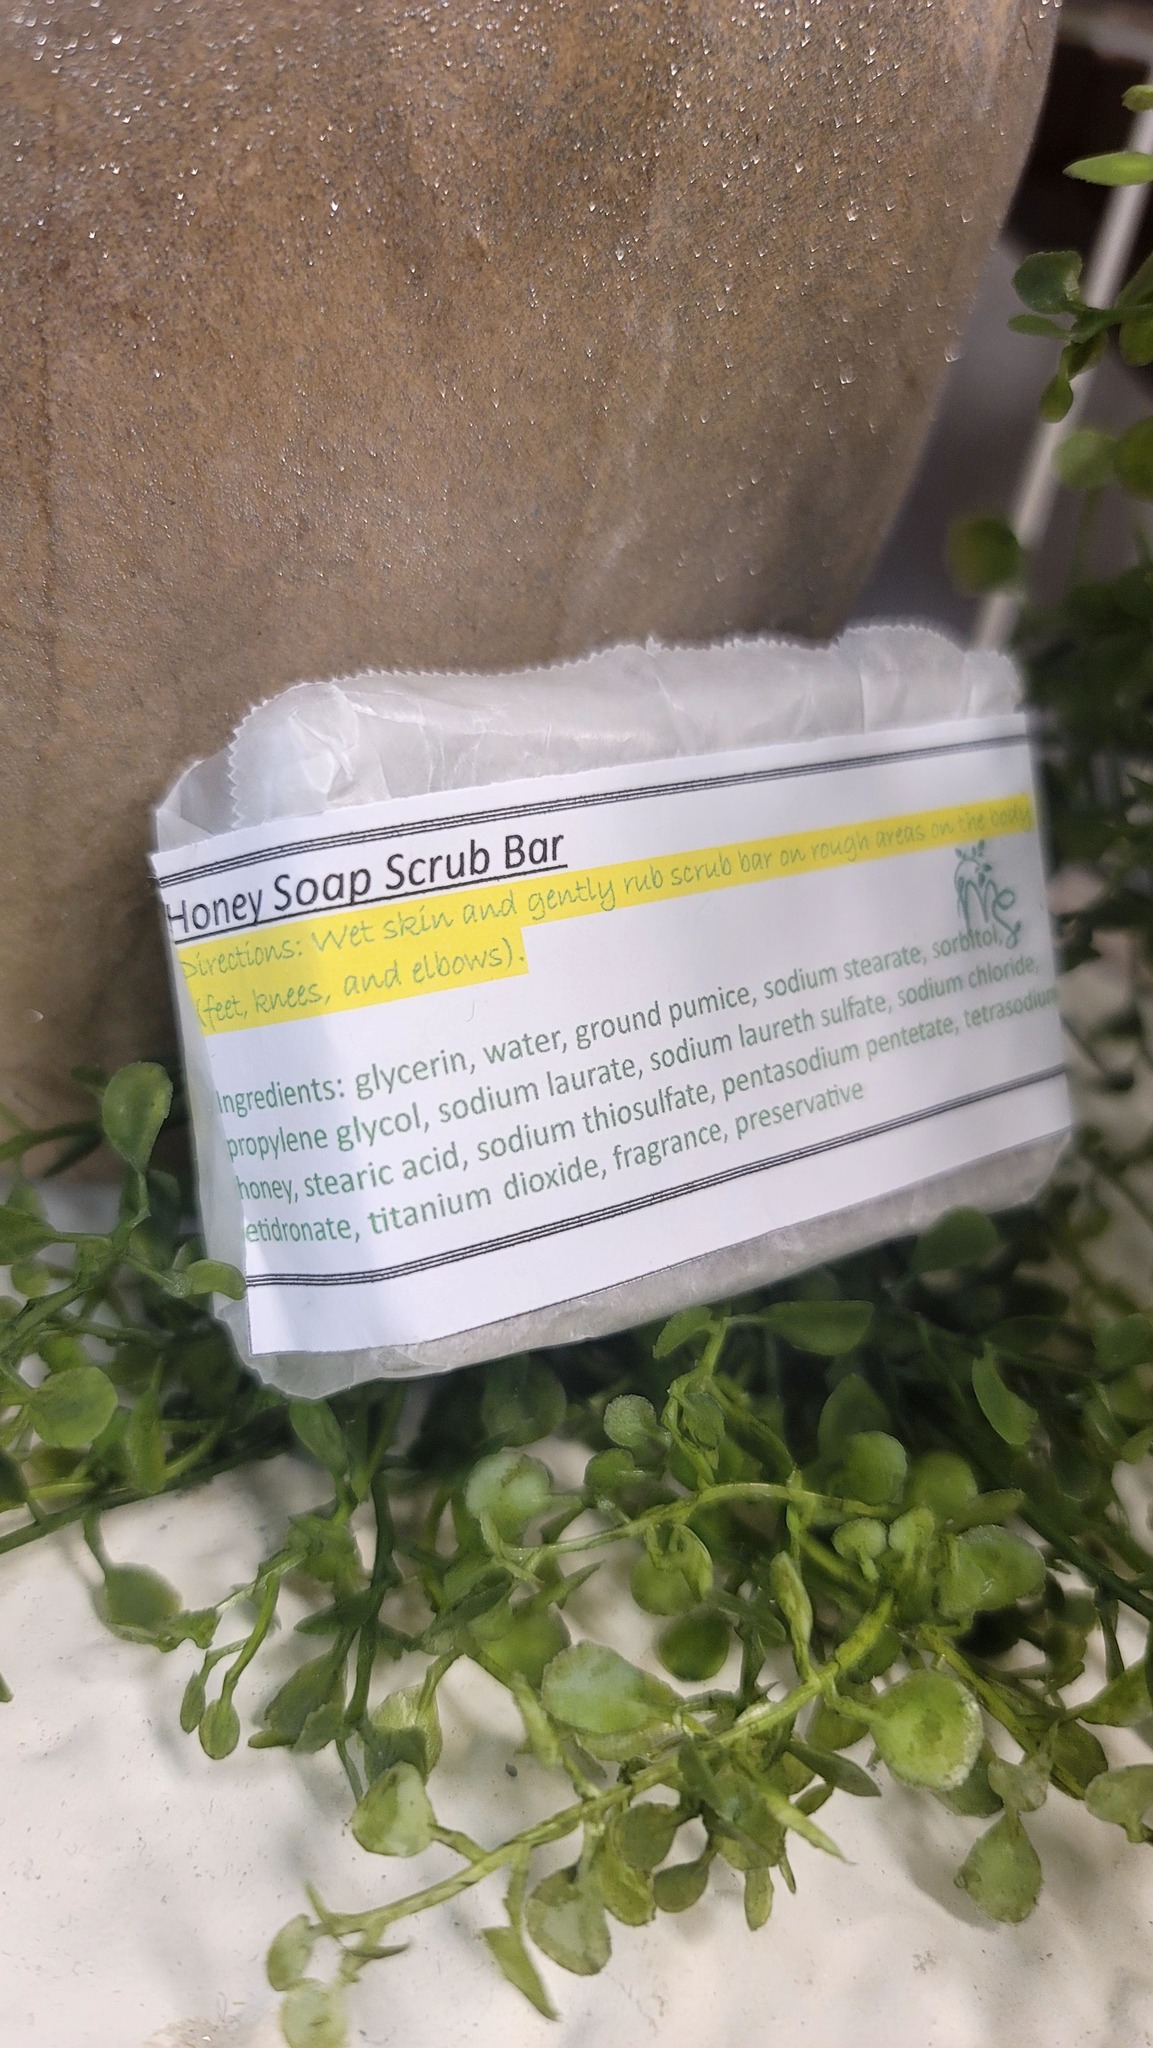 Honey Soap Scrub Bar
Directions: Wet skin and gently rub scrub bar on rough areas on the body
(feet, knees, and elbows).
Ingredients: glycerin, water, ground pumice, sodium stearate, sorbitol,
propylene glycol, sodium laurate, sodium laureth sulfate, sodium chloride,
honey, stearic acid, sodium thiosulfate, pentasodium pentetate, tetrasodium
etidronate, titanium dioxide, fragrance, preservative